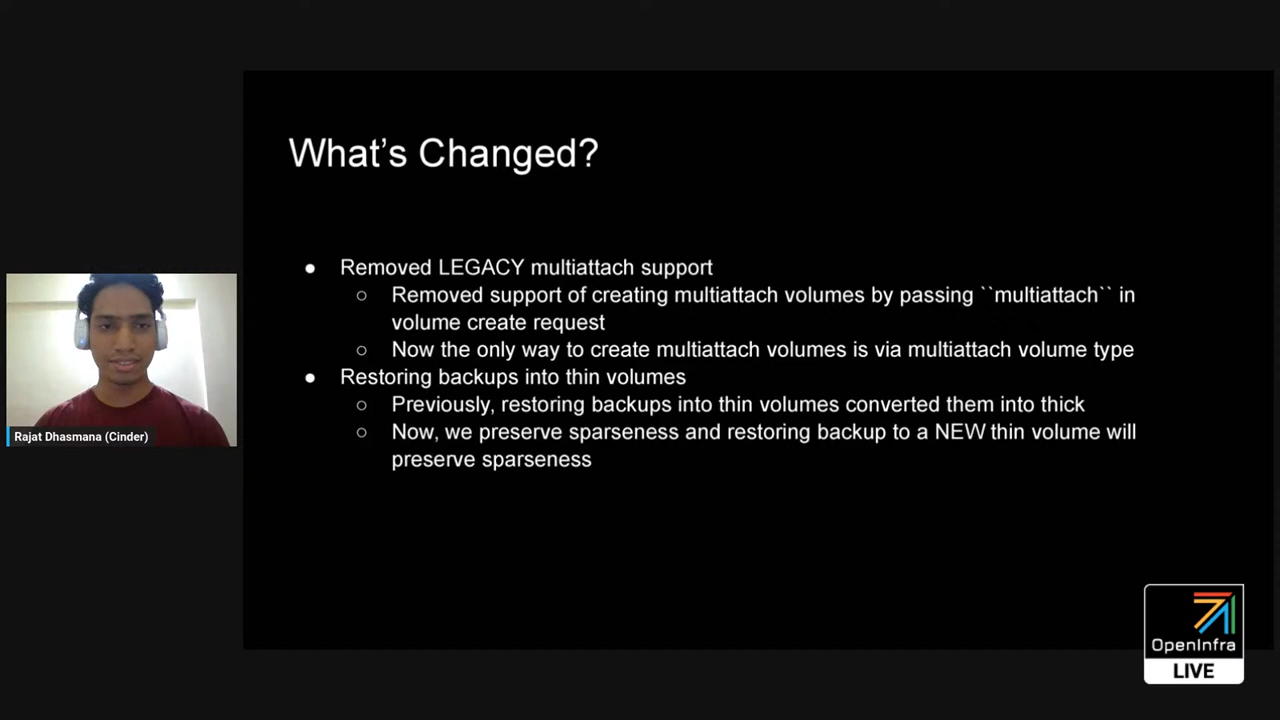 What's Changed?
● Removed LEGACY multiattach support
○ Removed support of creating multiattach volumes by passing ``multiattach`` in
volume create request
○ Now the only way to create multiattach volumes is via multiattach volume type
● Restoring backups into thin volumes
○ Previously, restoring backups into thin volumes converted them into thick
○ Now, we preserve sparseness and restoring backup to a NEW thin volume will
preserve sparseness
Rajat Dhasmana (Cinder)
OpenInfra
LIVE